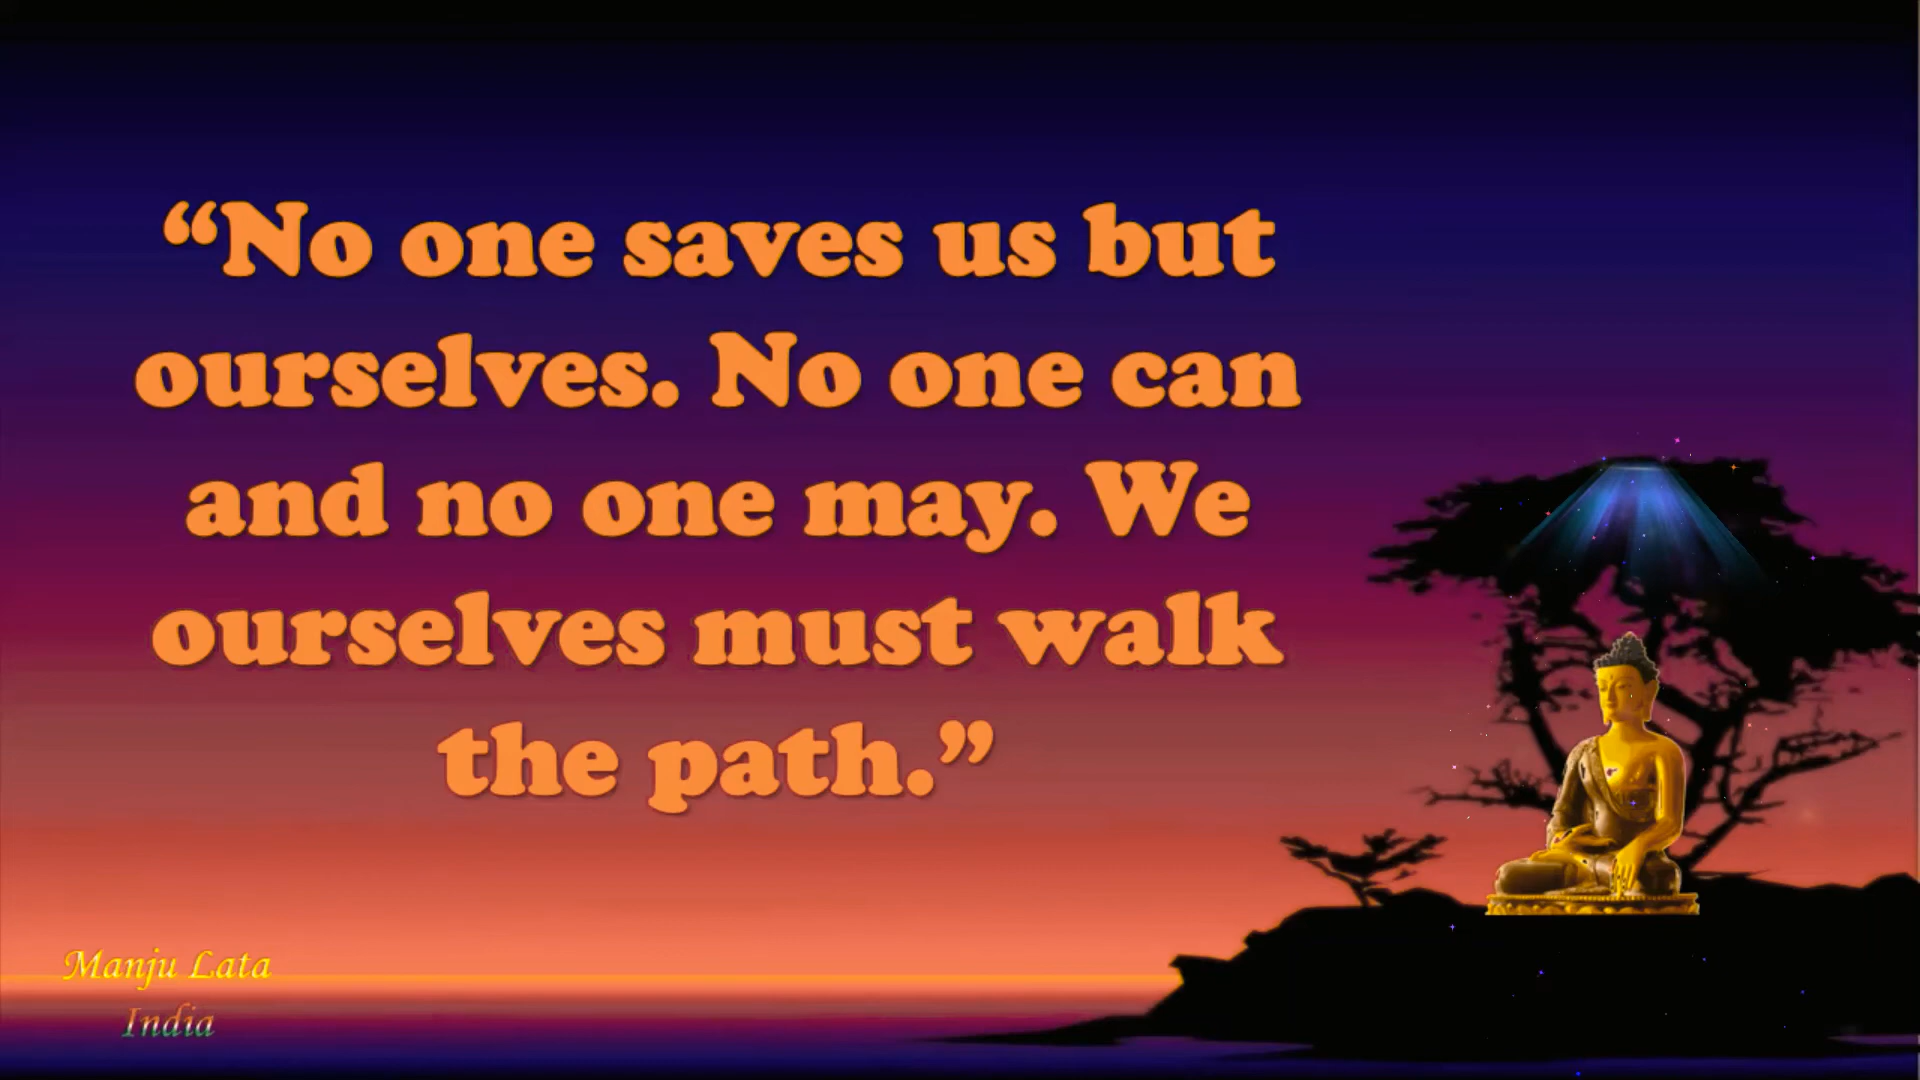 “No one saves us but
ourselves. No one can
and no one may. We
ourselves must walk
the path.”
Manju Lata
India